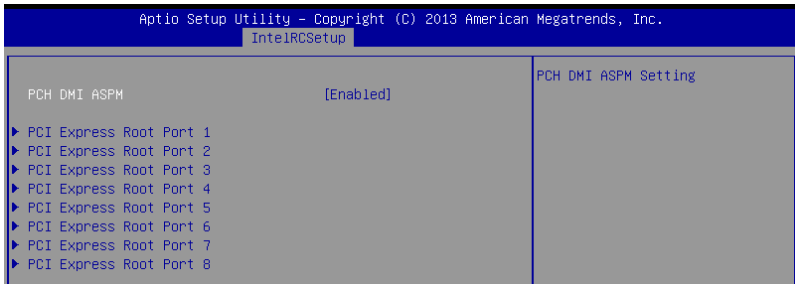 Aptio Setup Utility – Copyright (C) 2013 American Megatrends, Inc.
IntelRCSetup
PCH DMI ASPM [Enabled]
PCI Express Root Port 1
PCI Express Root Port 2
PCI Express Root Port 3
PCI Express Root Port 4
PCI Express Root Port 5
PCI Express Root Port 6
PCI Express Root Port 7
PCI Express Root Port 8
PCH DMI ASPM Setting